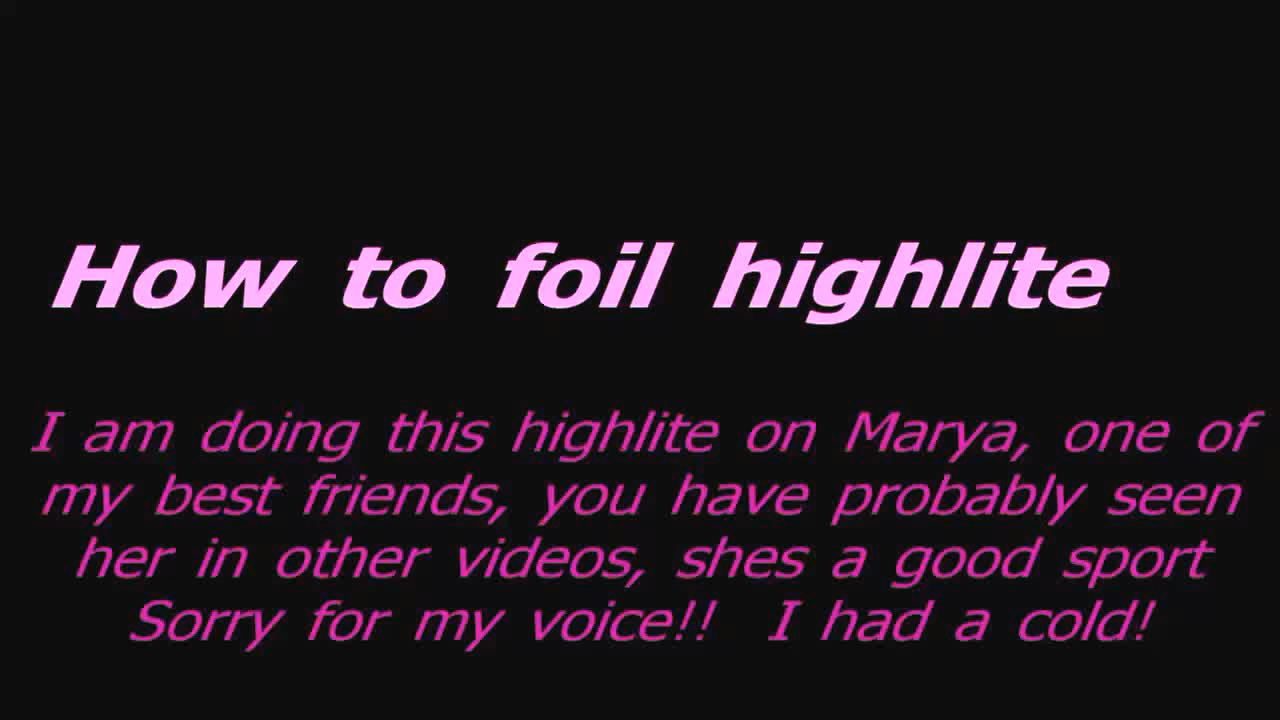 How to foil highlite
I am doing this highlite on Marya, one of
my best friends, you have probably seen
her in other videos, shes a good sport
Sorry for my voice!! I had a cold!